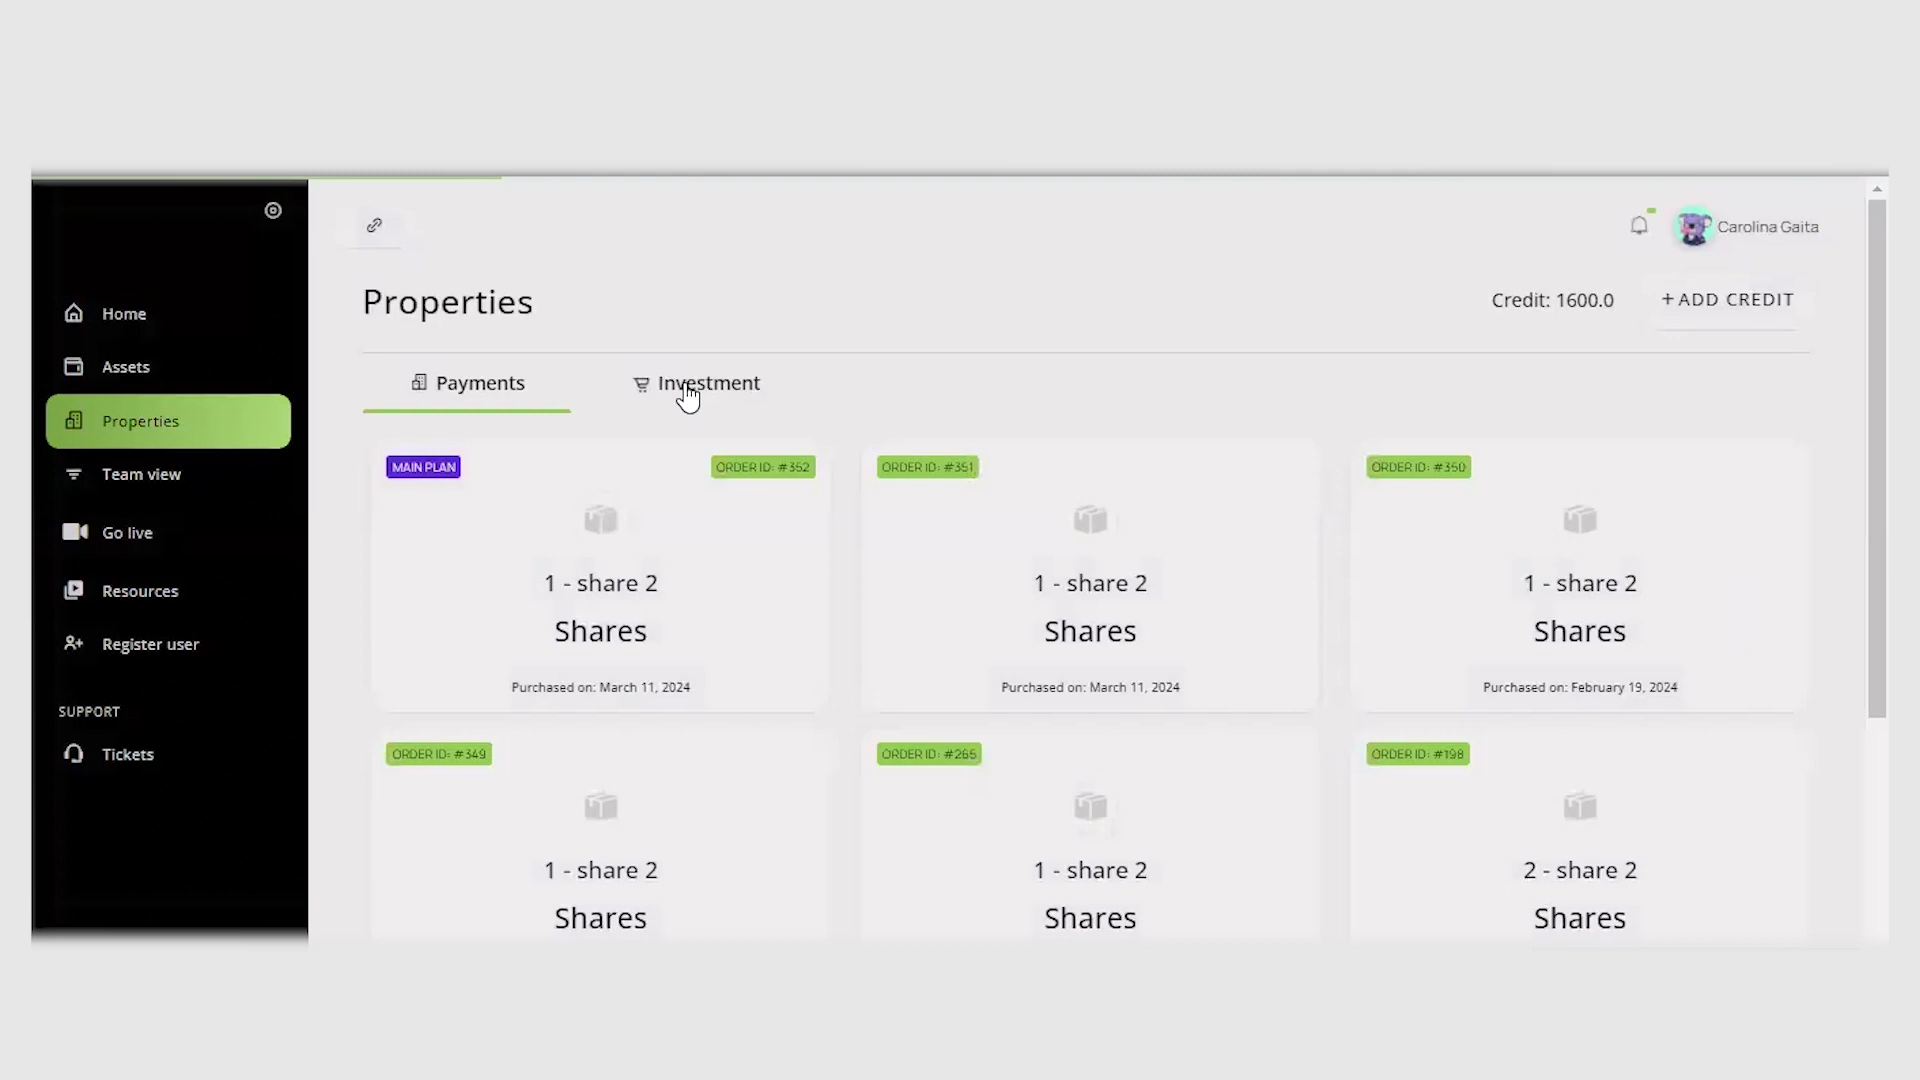 Carolina Gaita
Home
Assets
Properties
Team view
Go live
Resources
Register user
SUPPORT
Tickets
Properties
Credit: 1600.0
+ ADD CREDIT
Payments
Investment
MAIN PLAN
ORDER ID: #352
1 - share 2
Shares
Purchased on: March 11, 2024
ORDER ID: #351
1 - share 2
Shares
Purchased on: March 11, 2024
ORDER ID: #350
1 - share 2
Shares
Purchased on: February 19, 2024
ORDER ID: #349
1 - share 2
Shares
ORDER ID: #265
1 - share 2
Shares
ORDER ID: #198
2 - share 2
Shares